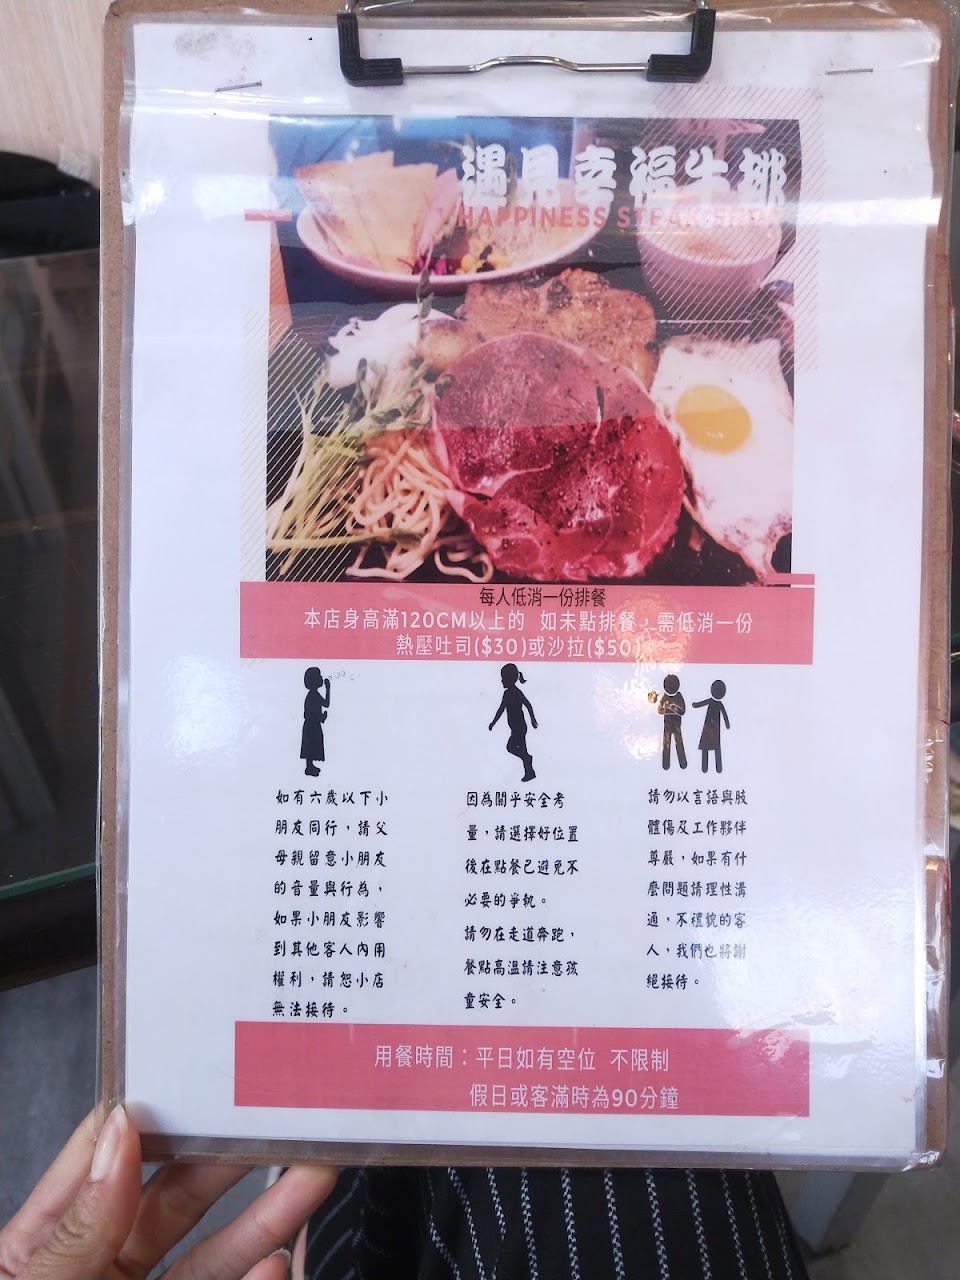 遇見幸福牛排
HAPPINESS STEAK
每人低消一份排餐
本店身高滿120CM以上的 如未點排餐，需低消一份
熱壓吐司($30)或沙拉($50)
如有六歲以下小
朋友同行，請父
母親留意小朋友
的音量與行為，
如果小朋友影響
到其他客人內用
權利，請恕小店
無法接待。
因為關乎安全考
量，請選擇好位置
後在點餐已避免不
必要的爭執。
請勿在走道奔跑，
餐點高溫請注意孩
童安全。
請勿以言語與肢
體傷及工作夥伴
尊嚴，如果有什
麼問題請理性溝
通，不禮貌的客
人，我們也將謝
絕接待。
用餐時間：平日如有空位 不限制
假日或客滿時為90分鐘